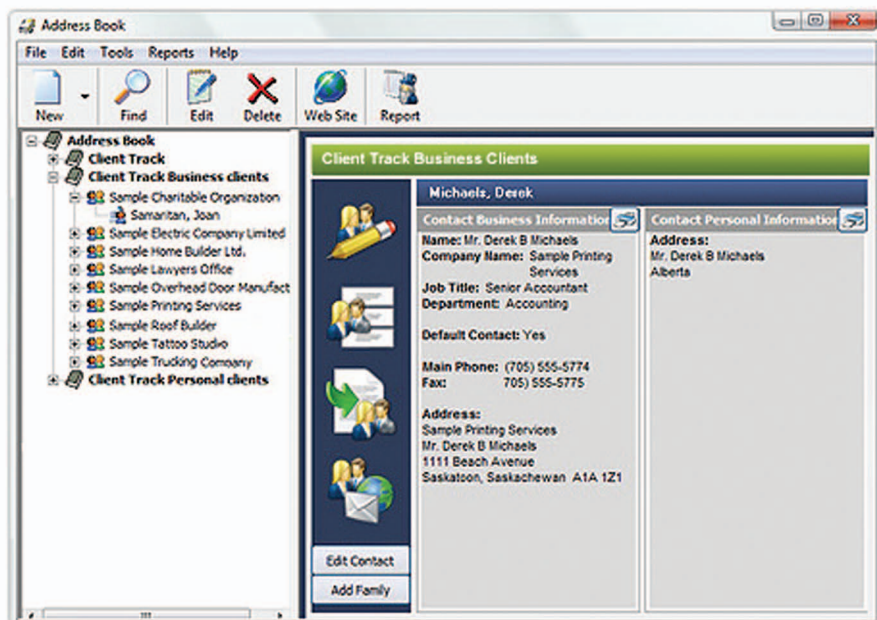 Address Book
File Edit Tools Reports Help
New Find Edit Delete Web Site Report
Address Book
Client Track
Client Track Business clients
Sample Charitable Organization
Samaritan, Joan
Sample Electric Company Limited
Sample Home Builder Ltd.
Sample Lawyers Office
Sample Overhead Door Manufact
Sample Printing Services
Sample Roof Builder
Sample Tattoo Studio
Sample Trucking Company
Client Track Personal clients
Client Track Business Clients
Michaels, Derek
Contact Business Information
Name: Mr. Derek B Michaels
Company Name: Sample Printing
Services
Job Title: Senior Accountant
Department: Accounting
Default Contact: Yes
Main Phone: (705) 555-5774
Fax: 705) 555-5775
Address:
Sample Printing Services
Mr. Derek B Michaels
1111 Beach Avenue
Saskatoon, Saskachewan A1A 1Z1
Contact Personal Information
Address:
Mr. Derek B Michaels
Alberta
Edit Contact
Add Family